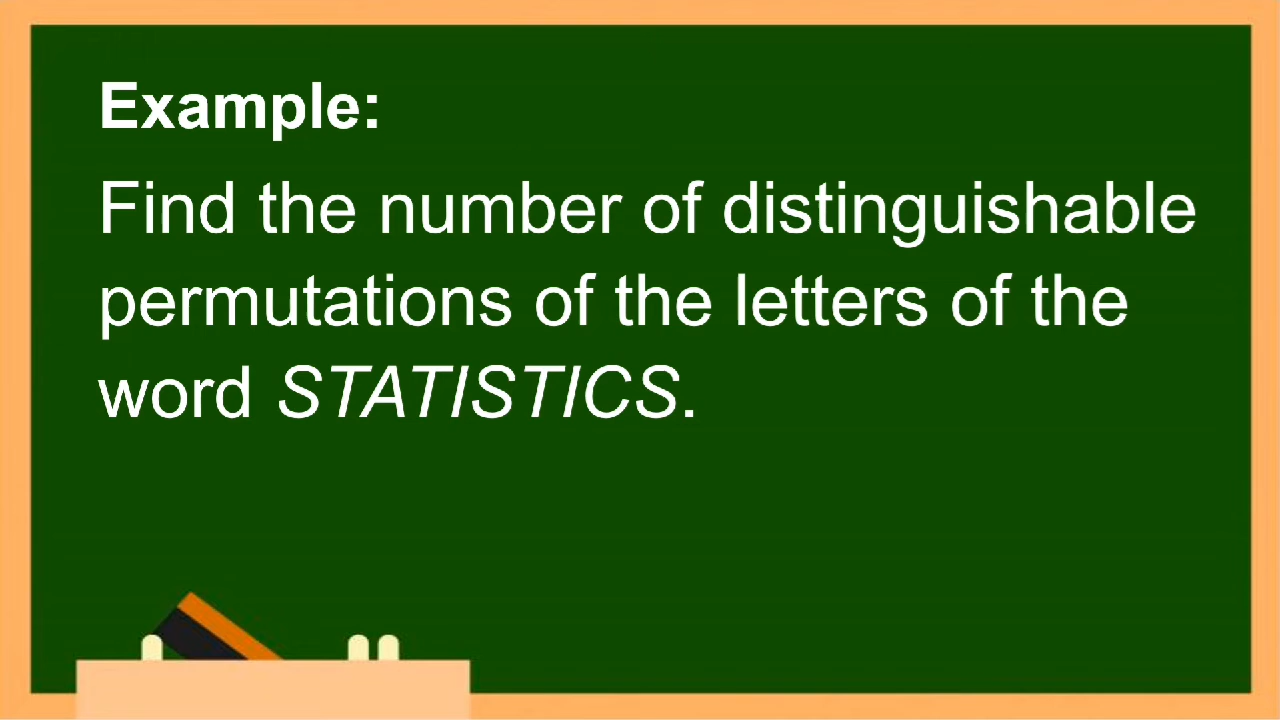 Example:
Find the number of distinguishable
permutations of the letters of the
word STATISTICS.